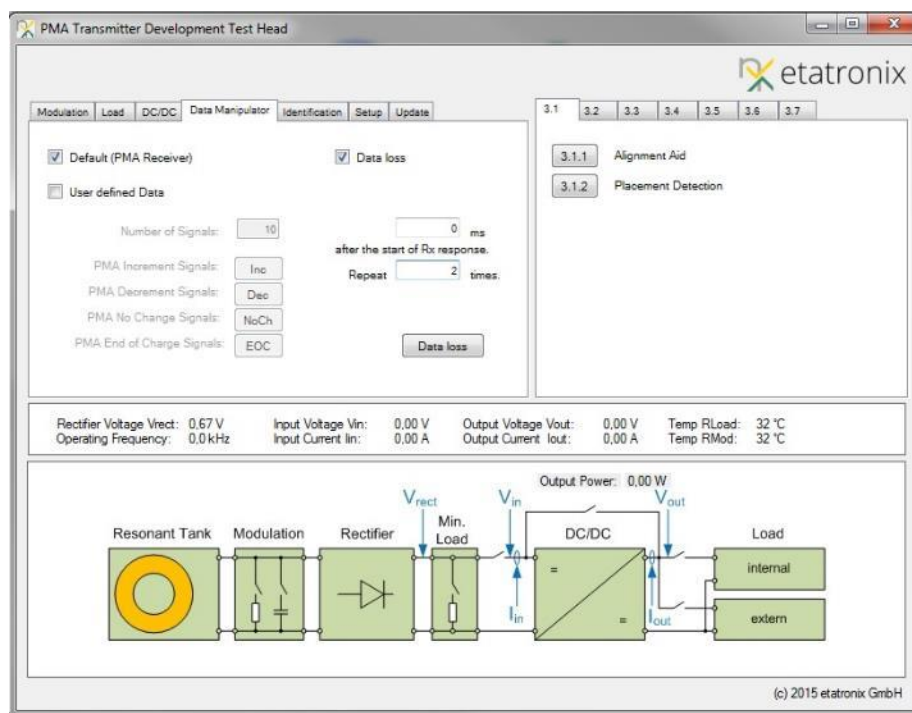 PMA Transmitter Development Test Head
etatronix
Modulation Load DC/DC Data Manipulator Identification Setup Update
3.1 3.2 3.3 3.4 3.5 3.6 3.7
Default (PMA Receiver) Data loss
3.1.1 Alignment Aid
User defined Data
3.1.2 Placement Detection
Number of Signals: 10
0 ms
after the start of Rx response.
PMA Increment Signals: Inc
Repeat 2 times.
PMA Decrement Signals: Dec
PMA No Change Signals: NoCh
PMA End of Charge Signals: EOC
Data loss
Rectifier Voltage Vrect: 0,67 V Input Voltage Vin: 0,00 V Output Voltage Vout: 0,00 V Temp RLoad: 32 °C
Operating Frequency: 0,0 kHz Input Current Iin: 0,00 A Output Current Iout: 0,00 A Temp RMod: 32 °C
Output Power: 0,00 W
Vrect Vin Vout
Resonant Tank Modulation Rectifier Min. Load DC/DC Load
internal
= =
Iin Iout
extern
(c) 2015 etatronix GmbH